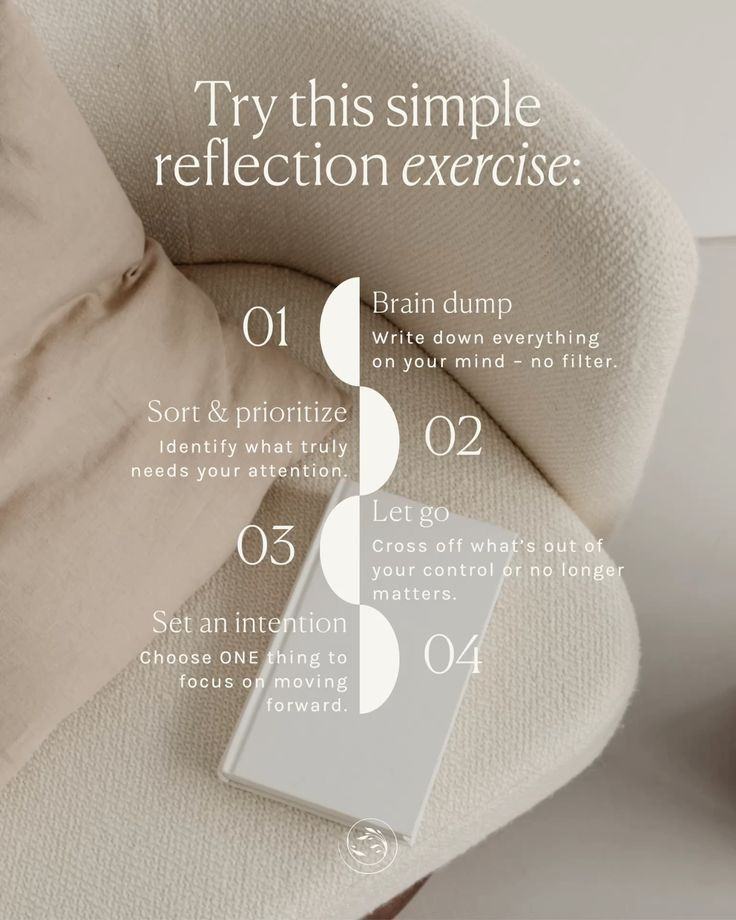 Try this simple
reflection exercise:
01
Brain dump
Write down everything
on your mind – no filter.
Sort & prioritize
Identify what truly
needs your attention.
02
03
Let go
Cross off what's out of
your control or no longer
matters.
Set an intention
Choose ONE thing to
focus on moving
forward.
04